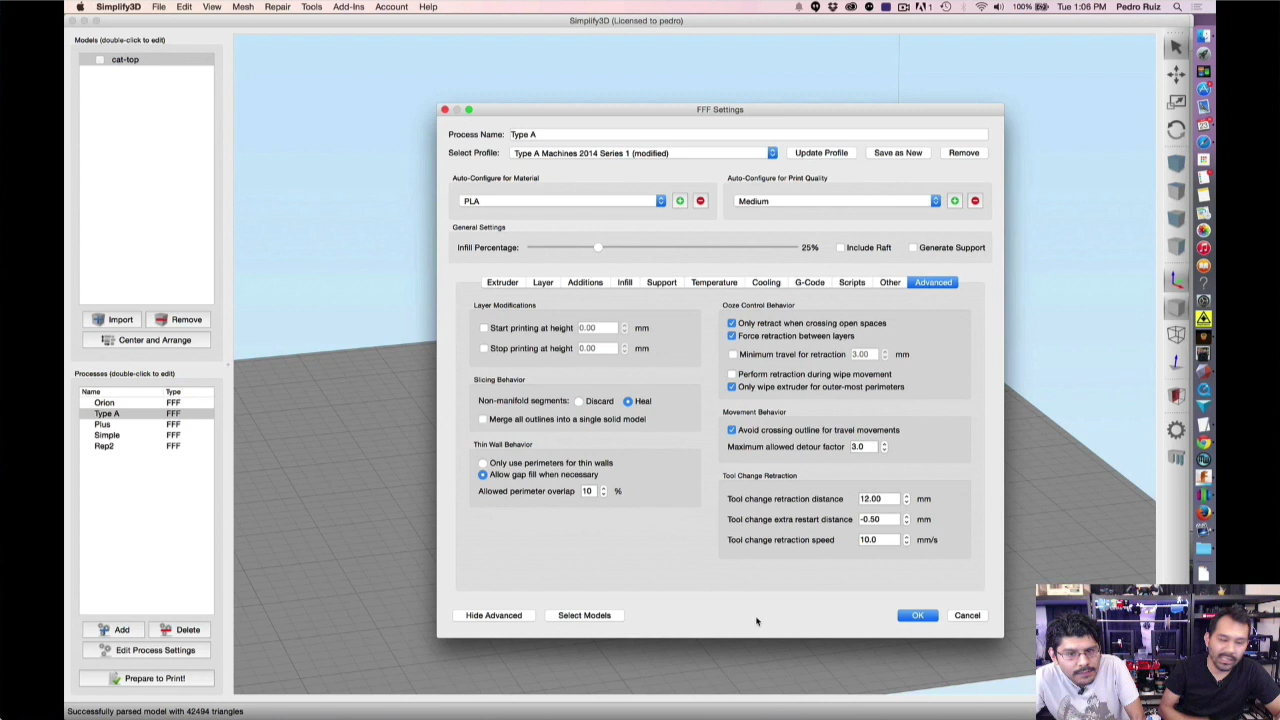 Simplify3D File Edit View Mesh Repair Tools Add-Ins Account Help 100% Tue 1:06 PM Pedro Ruiz
Simplify3D (Licensed to pedro)
Models (double-click to edit)
cat-top
Import Remove
Center and Arrange
Processes (double-click to edit)
Name Type
Orion FFF
Type A FFF
Plus FFF
Simple FFF
Rep2 FFF
Add Delete
Edit Process Settings
Prepare to Print!
Successfully parsed model with 42494 triangles
FFF Settings
Process Name: Type A
Select Profile: Type A Machines 2014 Series 1 (modified) Update Profile Save as New Remove
Auto-Configure for Material
PLA
Auto-Configure for Print Quality
Medium
General Settings
Infill Percentage: 25% Include Raft Generate Support
Extruder Layer Additions Infill Support Temperature Cooling G-Code Scripts Other Advanced
Layer Modifications
Start printing at height 0.00 mm
Stop printing at height 0.00 mm
Slicing Behavior
Non-manifold segments: Discard Heal
Merge all outlines into a single solid model
Thin Wall Behavior
Only use perimeters for thin walls
Allow gap fill when necessary
Allowed perimeter overlap 10 %
Ooze Control Behavior
Only retract when crossing open spaces
Force retraction between layers
Minimum travel for retraction 3.00 mm
Perform retraction during wipe movement
Only wipe extruder for outer-most perimeters
Movement Behavior
Avoid crossing outline for travel movements
Maximum allowed detour factor 3.0
Tool Change Retraction
Tool change retraction distance 12.00 mm
Tool change extra restart distance -0.50 mm
Tool change retraction speed 10.0 mm/s
Hide Advanced Select Models OK Cancel